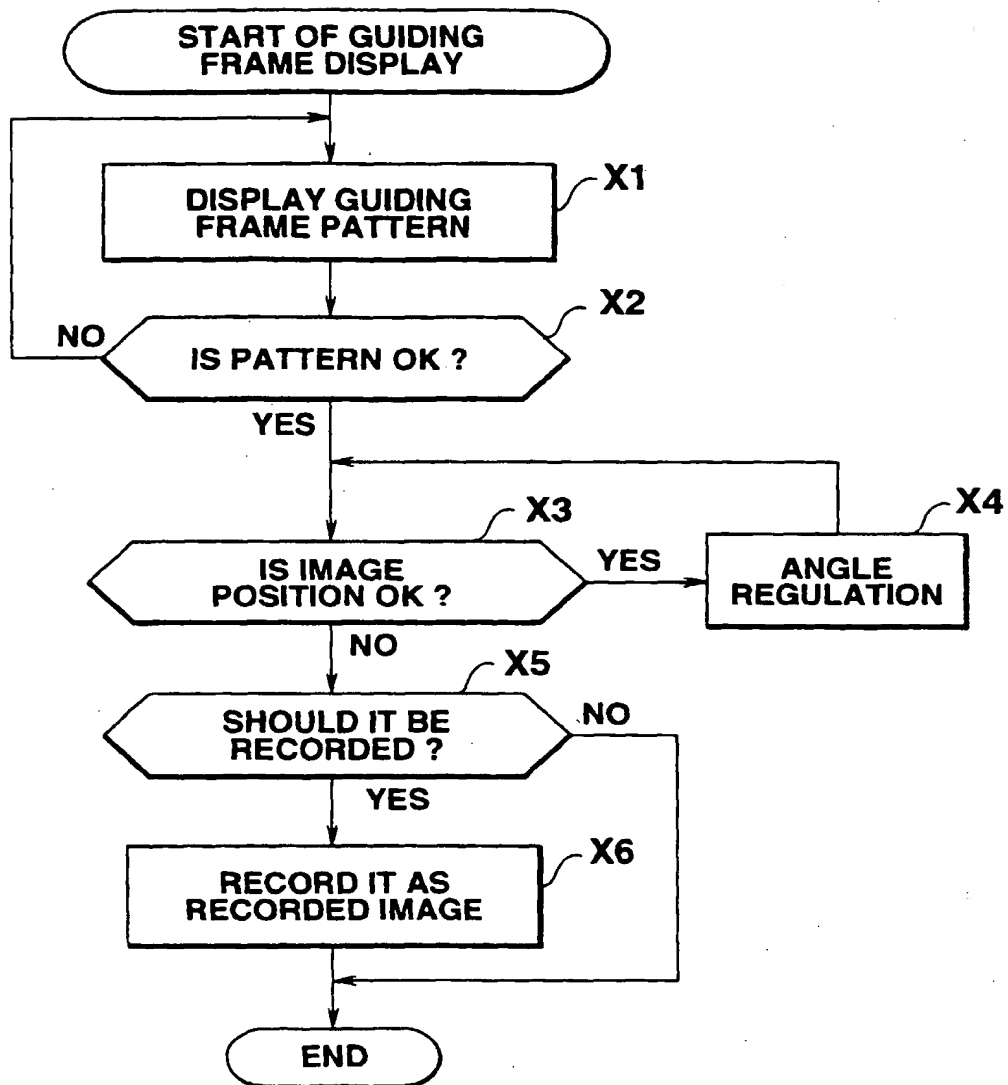 START OF GUIDING
FRAME DISPLAY
X1
DISPLAY GUIDING
FRAME PATTERN
X2
NO
IS PATTERN OK ?
YES
X3
X4
IS IMAGE
POSITION OK ?
YES
ANGLE
REGULATION
NO
X5
SHOULD IT BE
RECORDED ?
NO
YES
X6
RECORD IT AS
RECORDED IMAGE
END